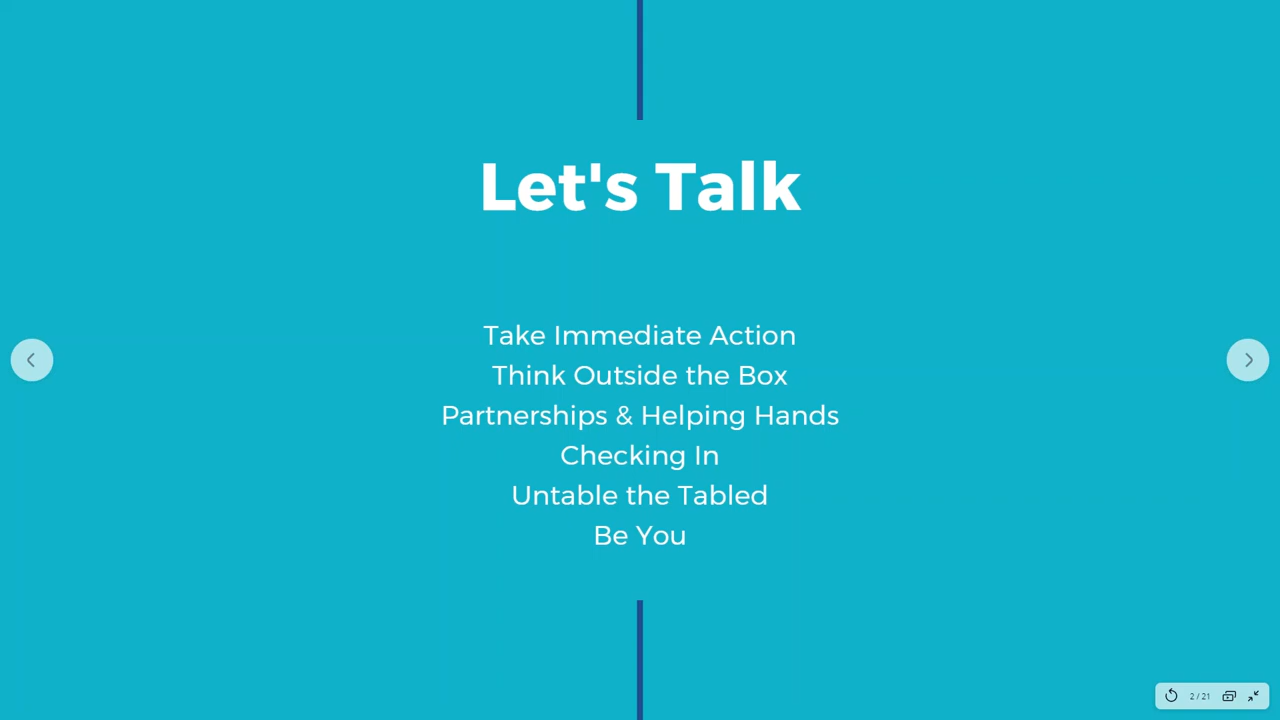 Let's Talk
Take Immediate Action
Think Outside the Box
Partnerships & Helping Hands
Checking In
Untable the Tabled
Be You
2 / 21